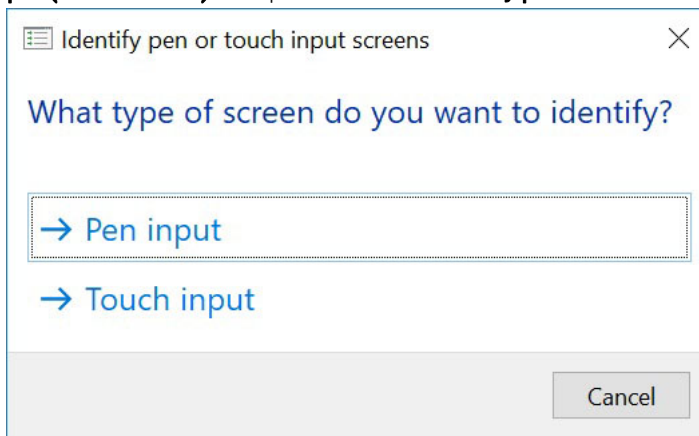 Identify pen or touch input screens
What type of screen do you want to identify?
→ Pen input
→ Touch input
Cancel